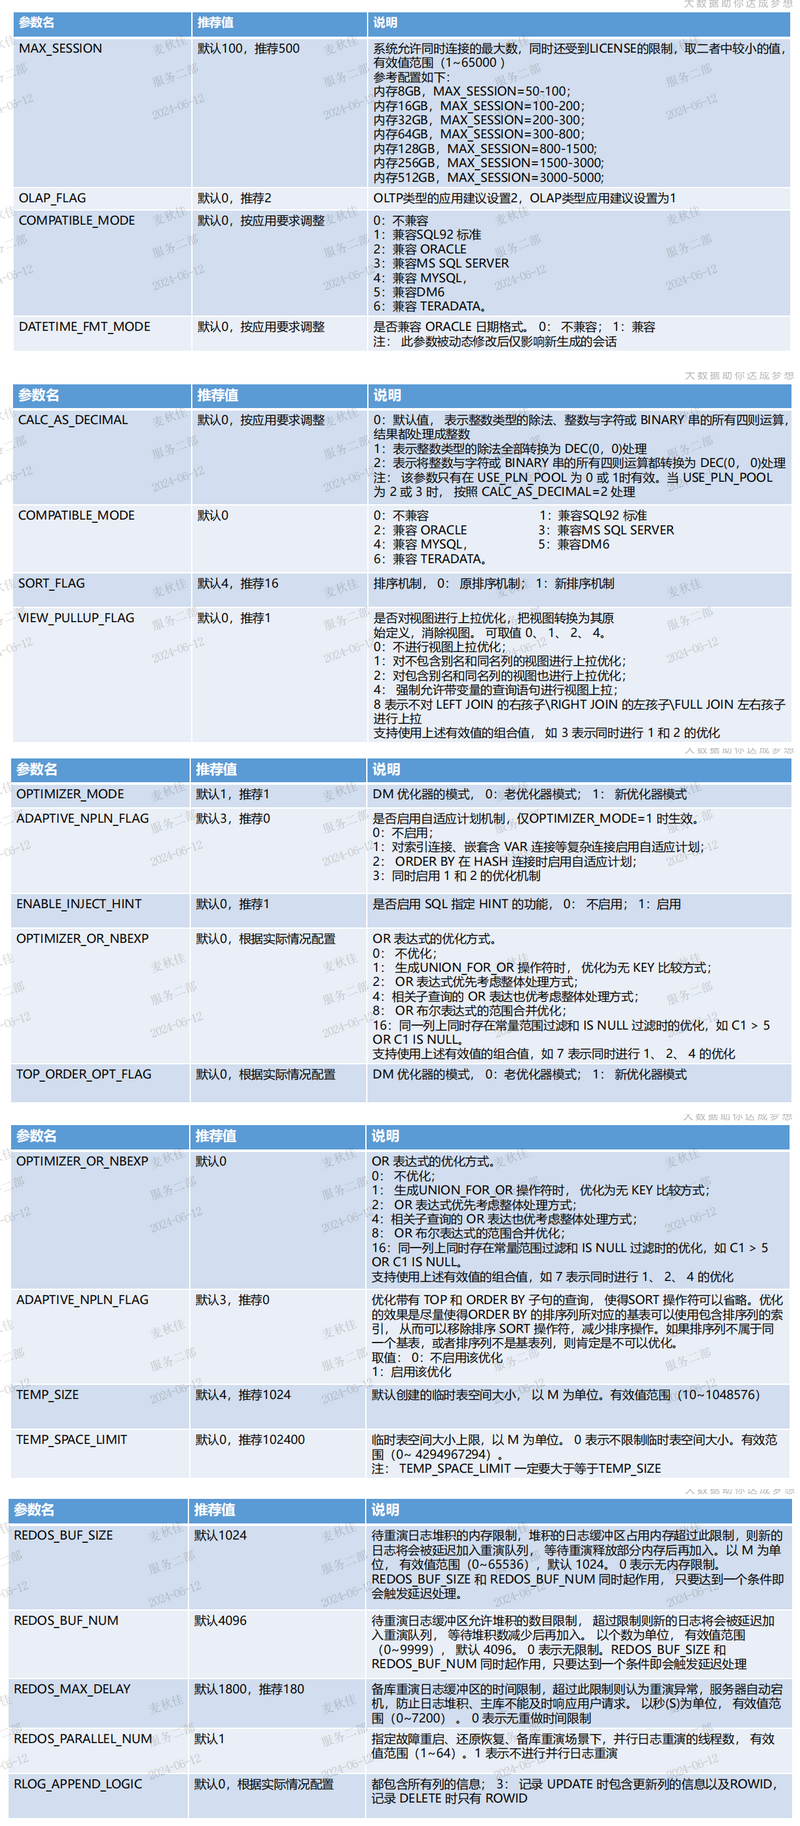 大数据助你达成梦想
参数名 推荐值 说明
MAX_SESSION 默认100，推荐500 系统允许同时连接的最大数，同时还受到LICENSE的限制，取二者中较小的值，
有效值范围（1~65000 ）
参考配置如下：
内存8GB，MAX_SESSION=50-100；
内存16GB，MAX_SESSION=100-200；
内存32GB，MAX_SESSION=200-300；
内存64GB，MAX_SESSION=300-800；
内存128GB，MAX_SESSION=800-1500；
内存256GB，MAX_SESSION=1500-3000；
内存512GB，MAX_SESSION=3000-5000；
OLAP_FLAG 默认0，推荐2 OLTP类型的应用建议设置2，OLAP类型应用建议设置为1
COMPATIBLE_MODE 默认0，按应用要求调整 0：不兼容
1：兼容SQL92 标准
2：兼容 ORACLE
3：兼容MS SQL SERVER
4：兼容 MYSQL，
5：兼容DM6
6：兼容 TERADATA。
DATETIME_FMT_MODE 默认0，按应用要求调整 是否兼容 ORACLE 日期格式。 0： 不兼容； 1：兼容
注： 此参数被动态修改后仅影响新生成的会话
麦秋佳
服务二部
2024-06-12
大数据助你达成梦想
参数名 推荐值 说明
CALC_AS_DECIMAL 默认0，按应用要求调整 0：默认值， 表示整数类型的除法、整数与字符或 BINARY 串的所有四则运算，
结果都处理成整数
1：表示整数类型的除法全部转换为 DEC(0，0)处理
2：表示将整数与字符或 BINARY 串的所有四则运算都转换为 DEC(0， 0)处理
注： 该参数只有在 USE_PLN_POOL 为 0 或 1时有效。当 USE_PLN_POOL
为 2 或 3 时， 按照 CALC_AS_DECIMAL=2 处理
COMPATIBLE_MODE 默认0 0：不兼容 1：兼容SQL92 标准
2：兼容 ORACLE 3：兼容MS SQL SERVER
4：兼容 MYSQL， 5：兼容DM6
6：兼容 TERADATA。
SORT_FLAG 默认4，推荐16 排序机制， 0： 原排序机制； 1：新排序机制
VIEW_PULLUP_FLAG 默认0，推荐1 是否对视图进行上拉优化，把视图转换为其原
始定义，消除视图。 可取值 0、 1、 2、 4。
0：不进行视图上拉优化；
1：对不包含别名和同名列的视图进行上拉优化；
2：对包含别名和同名列的视图也进行上拉优化；
4： 强制允许带变量的查询语句进行视图上拉；
8 表示不对 LEFT JOIN 的右孩子\RIGHT JOIN 的左孩子\FULL JOIN 左右孩子
进行上拉
支持使用上述有效值的组合值， 如 3 表示同时进行 1 和 2 的优化
麦秋佳
服务二部
2024-06-12
大数据助你达成梦想
参数名 推荐值 说明
OPTIMIZER_MODE 默认1，推荐1 DM 优化器的模式， 0：老优化器模式； 1： 新优化器模式
ADAPTIVE_NPLN_FLAG 默认3，推荐0 是否启用自适应计划机制，仅OPTIMIZER_MODE=1 时生效。
0：不启用；
1：对索引连接、嵌套含 VAR 连接等复杂连接启用自适应计划；
2： ORDER BY 在 HASH 连接时启用自适应计划；
3：同时启用 1 和 2 的优化机制
ENABLE_INJECT_HINT 默认0，推荐1 是否启用 SQL 指定 HINT 的功能， 0： 不启用； 1：启用
OPTIMIZER_OR_NBEXP 默认0，根据实际情况配置 OR 表达式的优化方式。
0： 不优化；
1： 生成UNION_FOR_OR 操作符时， 优化为无 KEY 比较方式；
2： OR 表达式优先考虑整体处理方式；
4：相关子查询的 OR 表达也优考虑整体处理方式；
8： OR 布尔表达式的范围合并优化；
16：同一列上同时存在常量范围过滤和 IS NULL 过滤时的优化，如 C1 > 5
OR C1 IS NULL。
支持使用上述有效值的组合值，如 7 表示同时进行 1、 2、 4 的优化
TOP_ORDER_OPT_FLAG 默认0，根据实际情况配置 DM 优化器的模式， 0：老优化器模式； 1： 新优化器模式
麦秋佳
服务二部
2024-06-12
大数据助你达成梦想
参数名 推荐值 说明
OPTIMIZER_OR_NBEXP 默认0 OR 表达式的优化方式。
0： 不优化；
1： 生成UNION_FOR_OR 操作符时， 优化为无 KEY 比较方式；
2： OR 表达式优先考虑整体处理方式；
4：相关子查询的 OR 表达也优考虑整体处理方式；
8： OR 布尔表达式的范围合并优化；
16：同一列上同时存在常量范围过滤和 IS NULL 过滤时的优化，如 C1 > 5
OR C1 IS NULL。
支持使用上述有效值的组合值，如 7 表示同时进行 1、 2、 4 的优化
ADAPTIVE_NPLN_FLAG 默认3，推荐0 优化带有 TOP 和 ORDER BY 子句的查询， 使得SORT 操作符可以省略。优化
的效果是尽量使得ORDER BY 的排序列所对应的基表可以使用包含排序列的索
引， 从而可以移除排序 SORT 操作符，减少排序操作。如果排序列不属于同
一个基表，或者排序列不是基表列，则肯定是不可以优化。
取值： 0：不启用该优化
1：启用该优化
TEMP_SIZE 默认4，推荐1024 默认创建的临时表空间大小， 以 M 为单位。有效值范围（10~1048576）
TEMP_SPACE_LIMIT 默认0，推荐102400 临时表空间大小上限，以 M 为单位。 0 表示不限制临时表空间大小。有效范
围（0~ 4294967294）。
注： TEMP_SPACE_LIMIT 一定要大于等于TEMP_SIZE
麦秋佳
服务二部
2024-06-12
大数据助你达成梦想
参数名 推荐值 说明
REDOS_BUF_SIZE 默认1024 待重演日志堆积的内存限制，堆积的日志缓冲区占用内存超过此限制，则新的
日志将会被延迟加入重演队列， 等待重演释放部分内存后再加入。以 M 为单
位， 有效值范围（0~65536），默认 1024。 0 表示无内存限制。
REDOS_BUF_SIZE 和 REDOS_BUF_NUM 同时起作用， 只要达到一个条件即
会触发延迟处理。
REDOS_BUF_NUM 默认4096 待重演日志缓冲区允许堆积的数目限制， 超过限制则新的日志将会被延迟加
入重演队列， 等待堆积数减少后再加入。 以个数为单位， 有效值范围
（0~9999）， 默认 4096。 0 表示无限制。REDOS_BUF_SIZE 和
REDOS_BUF_NUM 同时起作用，只要达到一个条件即会触发延迟处理
REDOS_MAX_DELAY 默认1800，推荐180 备库重演日志缓冲区的时间限制，超过此限制则认为重演异常，服务器自动宕
机，防止日志堆积、主库不能及时响应用户请求。 以秒(S)为单位， 有效值范
围（0~7200） 。 0 表示无重做时间限制
REDOS_PARALLEL_NUM 默认1 指定故障重启、还原恢复、备库重演场景下，并行日志重演的线程数， 有效
值范围（1~64）。1 表示不进行并行日志重演
RLOG_APPEND_LOGIC 默认0，根据实际情况配置 都包含所有列的信息； 3： 记录 UPDATE 时包含更新列的信息以及ROWID，
记录 DELETE 时只有 ROWID
麦秋佳
服务二部
2024-06-12